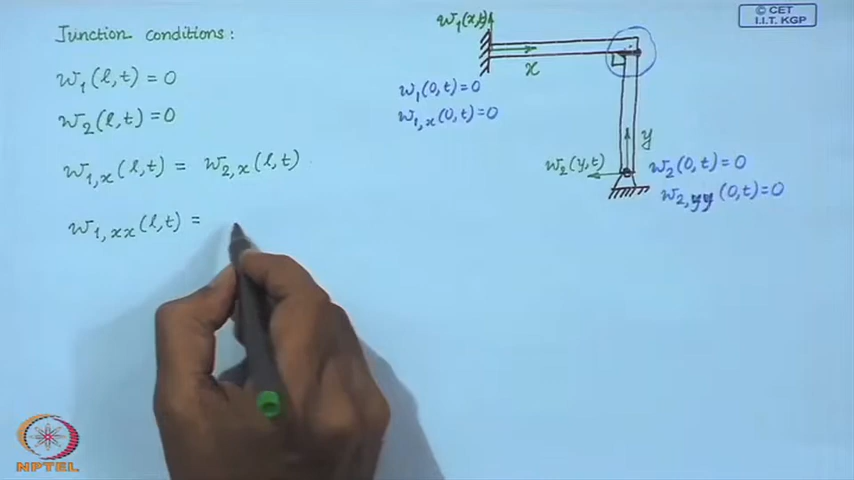 Junction conditions:
w₁(l,t) = 0
w₂(l,t) = 0
w₁,ₓ(l,t) = w₂,ₓ(l,t)
w₁,ₓₓ(l,t) =
w₁(x,t)
x
w₁(0,t) = 0
w₁,ₓ(0,t) = 0
y
w₂(y,t)
w₂(0,t) = 0
w₂,yy(0,t) = 0
© CET
I.I.T. KGP
NPTEL